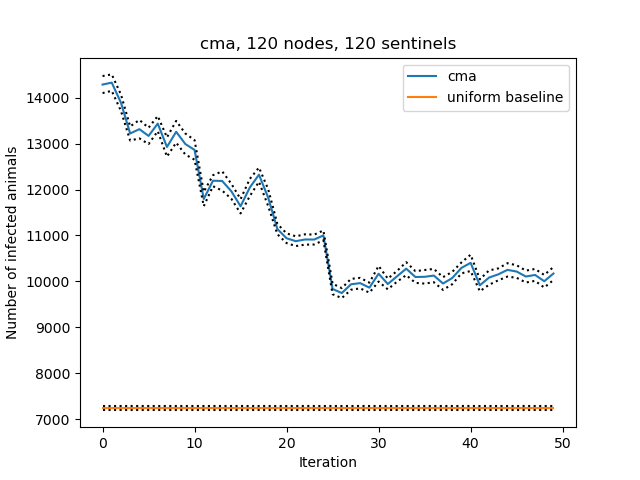 cma, 120 nodes, 120 sentinels
cma
uniform baseline
Number of infected animals
14000
13000
12000
11000
10000
9000
8000
7000
0 10 20 30 40 50
Iteration